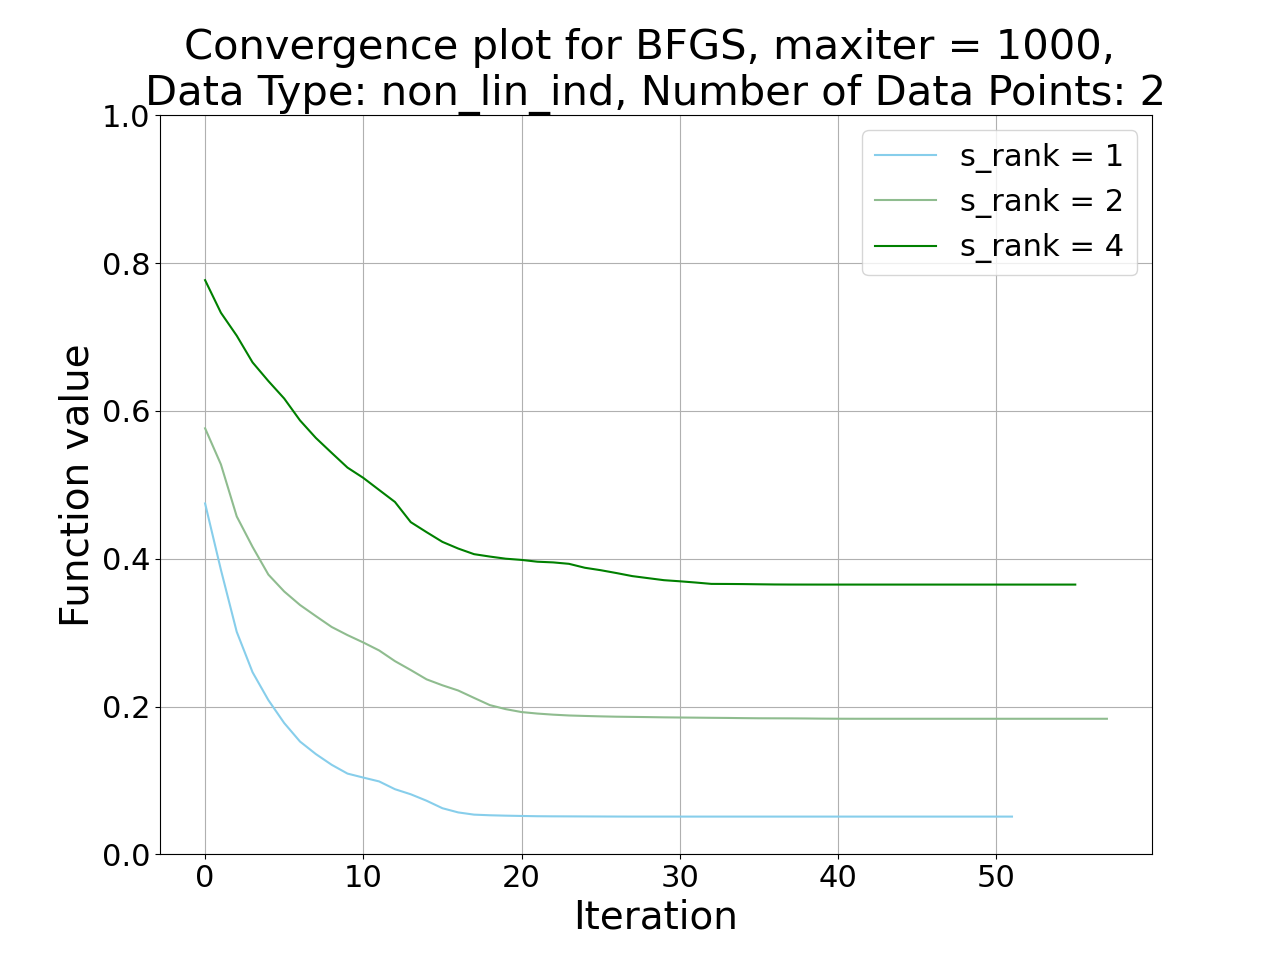 Convergence plot for BFGS, maxiter = 1000,
Data Type: non_lin_ind, Number of Data Points: 2
1.0
0.8
0.6
0.4
0.2
0.0
Function value
s_rank = 1
s_rank = 2
s_rank = 4
0 10 20 30 40 50
Iteration